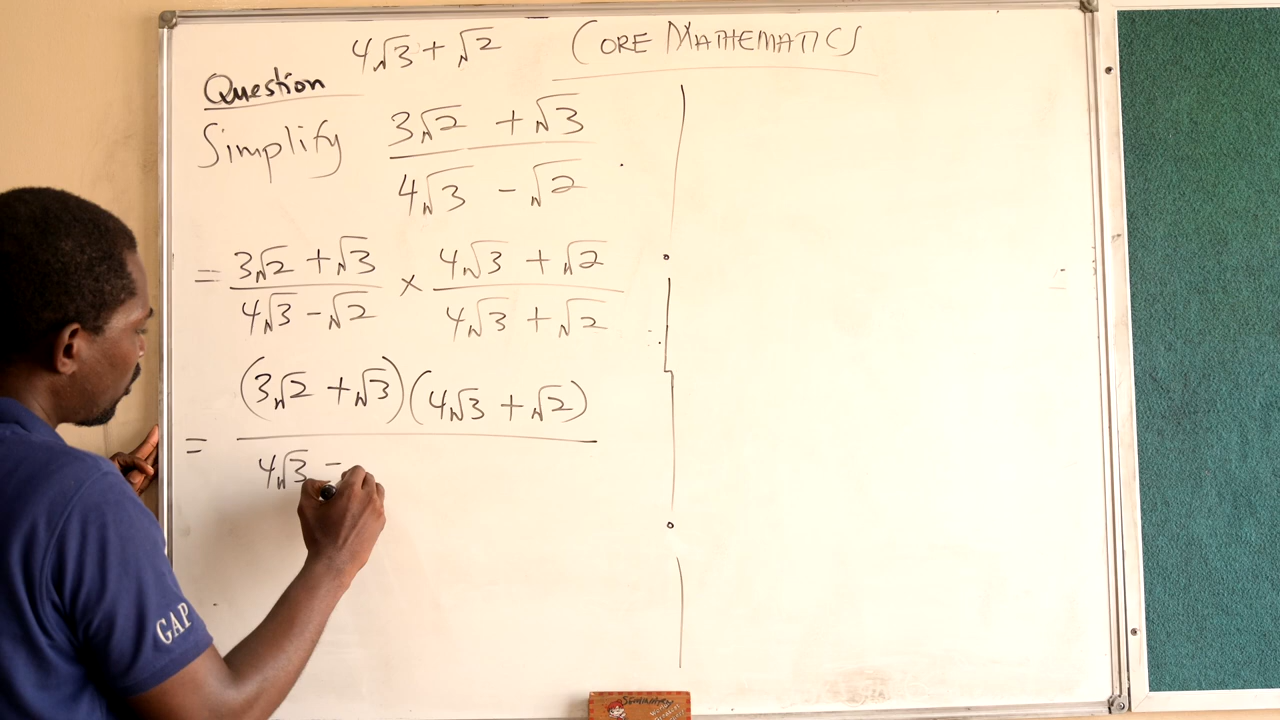 4√3 + √2 CORE MATHEMATICS
Question
Simplify (3√2 + √3)/(4√3 - √2) .
= (3√2 + √3)/(4√3 - √2) × (4√3 + √2)/(4√3 + √2)
= (3√2 + √3)(4√3 + √2)
4√3 -
GAP